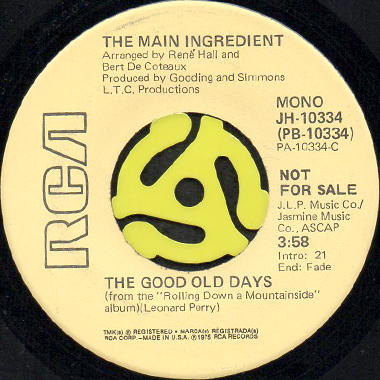 THE MAIN INGREDIENT
Arranged by René Hall and
Bert De Coteaux
Produced by Gooding and Simmons
L.T.C. Productions
MONO
JH-10334
(PB-10334)
PA-10334-C
NOT
FOR SALE
J.L.P. Music Co./
Jasmine Music
Co., ASCAP
3:58
Intro: 21
End: Fade
RCA
THE GOOD OLD DAYS
(from the "Rolling Down a Mountainside"
album)(Leonard Perry)
TMK(s) ® REGISTERED • MARCA(s) REGISTRADA(s)
RCA CORP.—MADE IN U.S.A. ℗1975 RCA RECORDS